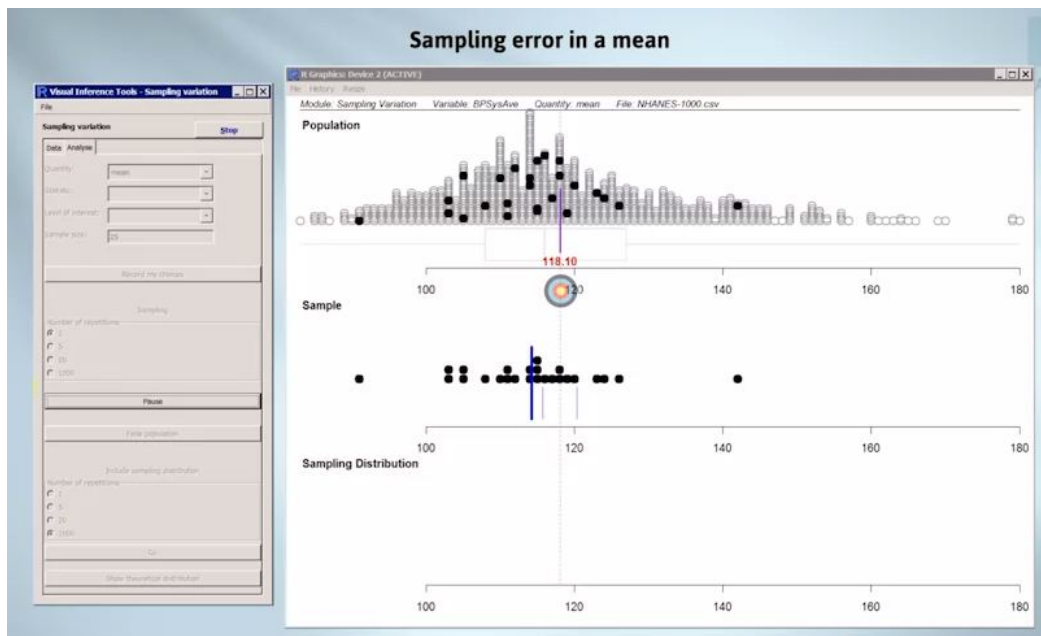 Sampling error in a mean
Visual Inference Tools - Sampling variation
File
Sampling variation
Stop
Data Analyse
Quantity: mean
Level of interest:
Sample size: 25
Record my choices
Sampling
Number of repetitions
1
5
20
1000
Pause
Fade population
Include sampling distribution
Number of repetitions
1
5
20
1000
Go
Show theoretical distribution
R Graphics: Device 2 (ACTIVE)
File History Resize
Module: Sampling Variation Variable: BPSysAve Quantity: mean File: NHANES-1000.csv
Population
118.10
100 120 140 160 180
Sample
100 120 140 160 180
Sampling Distribution
100 120 140 160 180